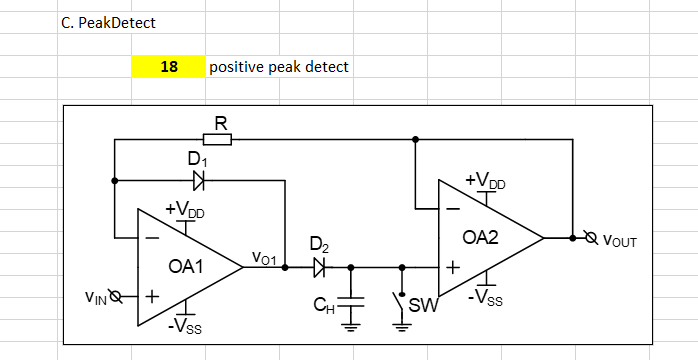 C. PeakDetect
18 positive peak detect
R
D1
+VDD
+VDD
OA2
VOUT
D2
VO1
OA1
VIN
CH
SW
-VSS
-VSS